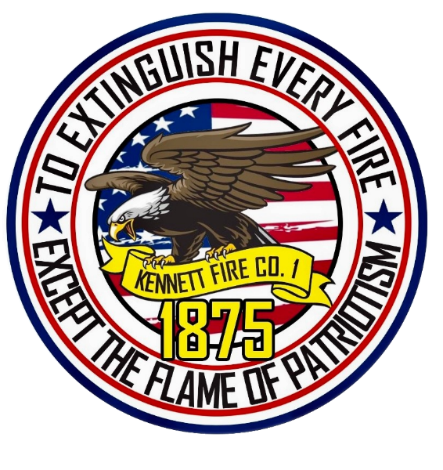 TO EXTINGUISH EVERY FIRE
KENNETT FIRE CO. 1
1875
EXCEPT THE FLAME OF PATRIOTISM